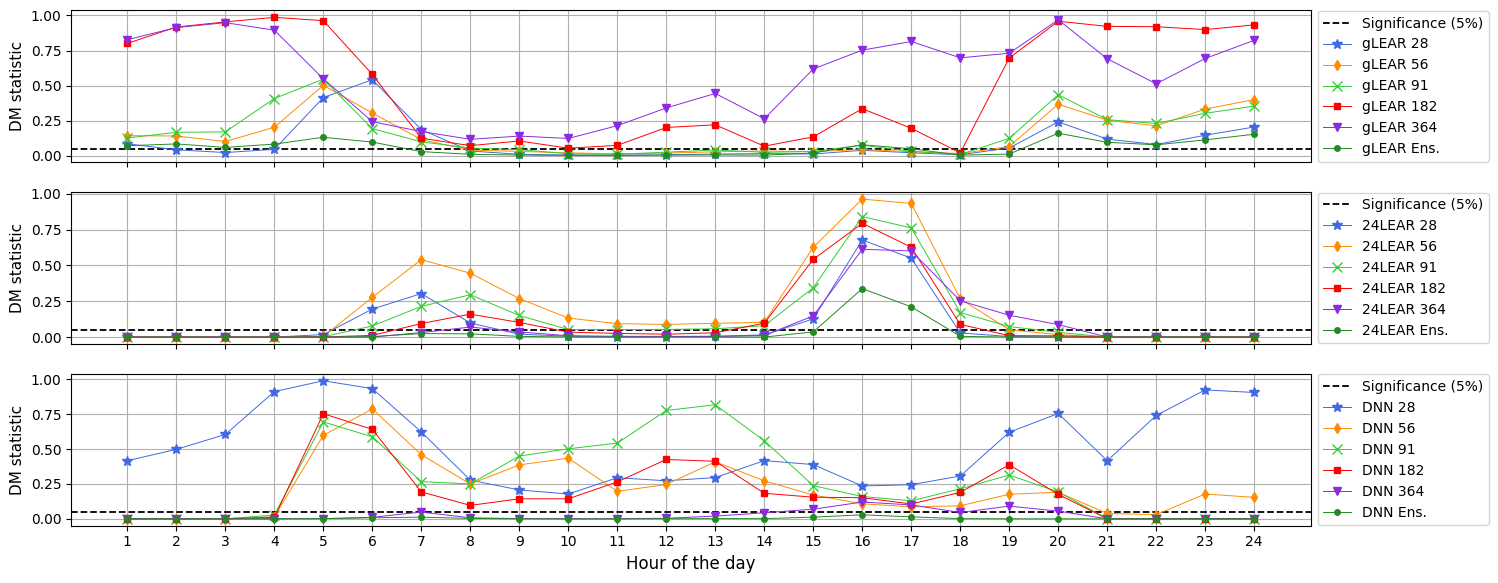 DM statistic
1.00
0.75
0.50
0.25
0.00
Significance (5%)
gLEAR 28
gLEAR 56
gLEAR 91
gLEAR 182
gLEAR 364
gLEAR Ens.
DM statistic
1.00
0.75
0.50
0.25
0.00
Significance (5%)
24LEAR 28
24LEAR 56
24LEAR 91
24LEAR 182
24LEAR 364
24LEAR Ens.
DM statistic
1.00
0.75
0.50
0.25
0.00
Significance (5%)
DNN 28
DNN 56
DNN 91
DNN 182
DNN 364
DNN Ens.
1 2 3 4 5 6 7 8 9 10 11 12 13 14 15 16 17 18 19 20 21 22 23 24
Hour of the day